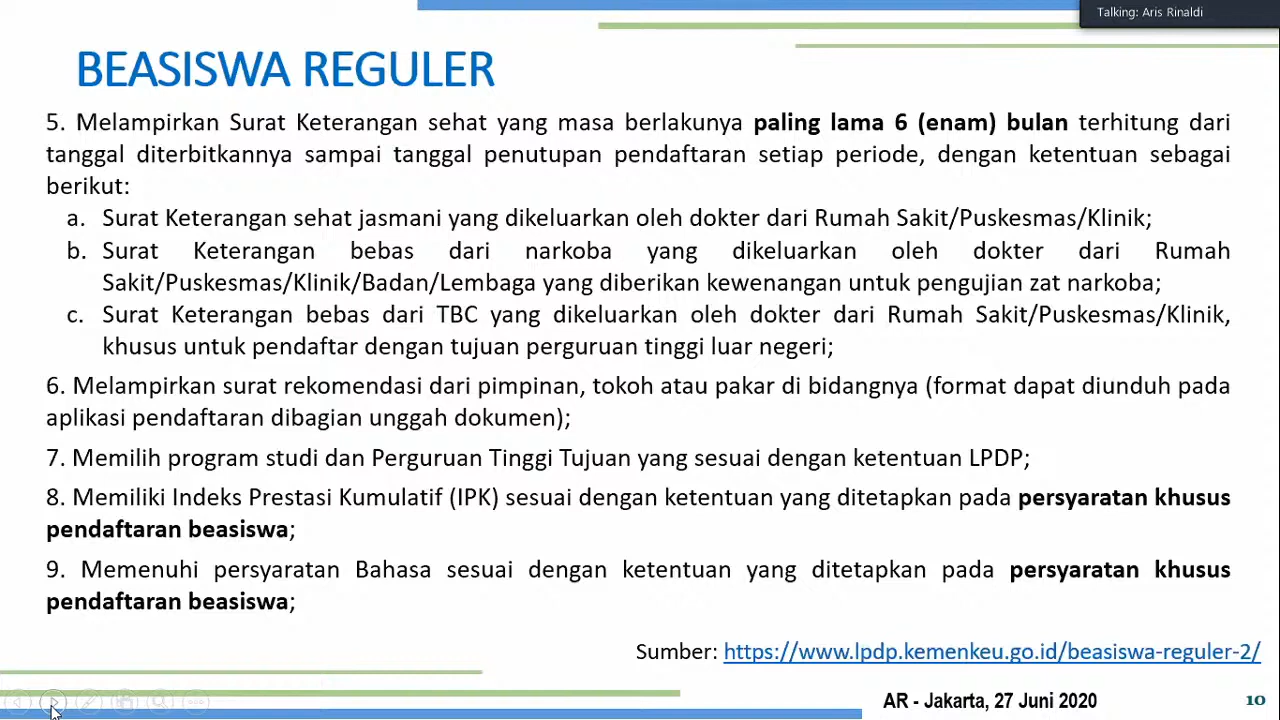 Talking: Aris Rinaldi
BEASISWA REGULER
5. Melampirkan Surat Keterangan sehat yang masa berlakunya paling lama 6 (enam) bulan terhitung dari
tanggal diterbitkannya sampai tanggal penutupan pendaftaran setiap periode, dengan ketentuan sebagai
berikut:
a. Surat Keterangan sehat jasmani yang dikeluarkan oleh dokter dari Rumah Sakit/Puskesmas/Klinik;
b. Surat Keterangan bebas dari narkoba yang dikeluarkan oleh dokter dari Rumah
Sakit/Puskesmas/Klinik/Badan/Lembaga yang diberikan kewenangan untuk pengujian zat narkoba;
c. Surat Keterangan bebas dari TBC yang dikeluarkan oleh dokter dari Rumah Sakit/Puskesmas/Klinik,
khusus untuk pendaftar dengan tujuan perguruan tinggi luar negeri;
6. Melampirkan surat rekomendasi dari pimpinan, tokoh atau pakar di bidangnya (format dapat diunduh pada
aplikasi pendaftaran dibagian unggah dokumen);
7. Memilih program studi dan Perguruan Tinggi Tujuan yang sesuai dengan ketentuan LPDP;
8. Memiliki Indeks Prestasi Kumulatif (IPK) sesuai dengan ketentuan yang ditetapkan pada persyaratan khusus
pendaftaran beasiswa;
9. Memenuhi persyaratan Bahasa sesuai dengan ketentuan yang ditetapkan pada persyaratan khusus
pendaftaran beasiswa;
Sumber: https://www.lpdp.kemenkeu.go.id/beasiswa-reguler-2/
AR - Jakarta, 27 Juni 2020
10